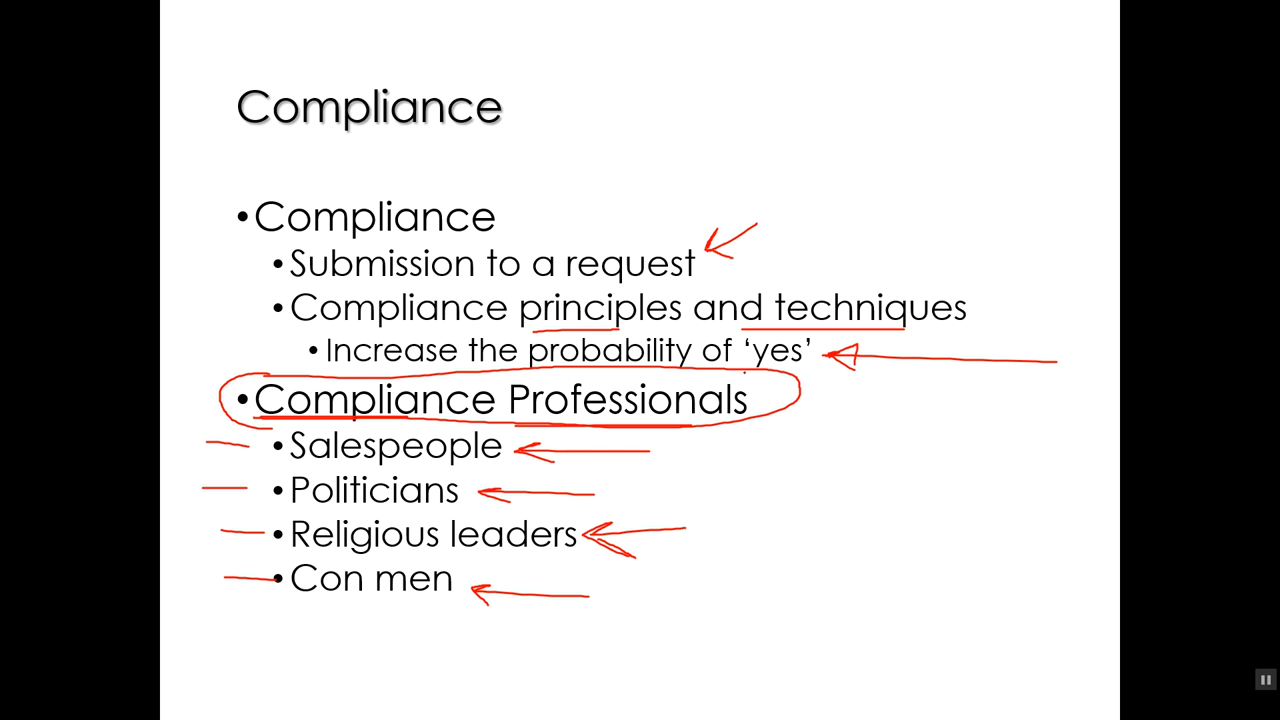 Compliance
•Compliance
•Submission to a request
•Compliance principles and techniques
•Increase the probability of ‘yes’
•Compliance Professionals
•Salespeople
•Politicians
•Religious leaders
•Con men